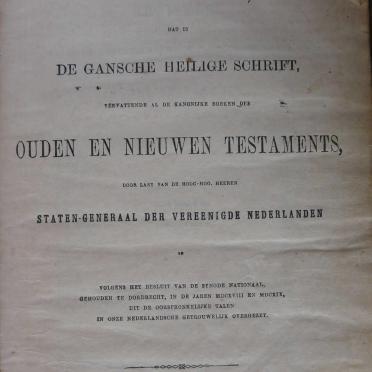 DAT IS
DE GANSCHE HEILIGE SCHRIFT,
VERVATTENDE AL DE KANONIJKE BOEKEN DES
OUDEN EN NIEUWEN TESTAMENTS,
DOOR LAST VAN DE HOOG-MOG. HEEREN
STATEN-GENERAAL DER VEREENIGDE NEDERLANDEN
EN
VOLGENS HET BESLUIT VAN DE SYNODE NATIONAAL,
GEHOUDEN TE DORDRECHT, IN DE JAREN MDCXVIII EN MDCXIX,
UIT DE OORSPRONKELIJKE TALEN
IN ONZE NEDERLANDSCHE GETROUWELIJK OVERGEZET.